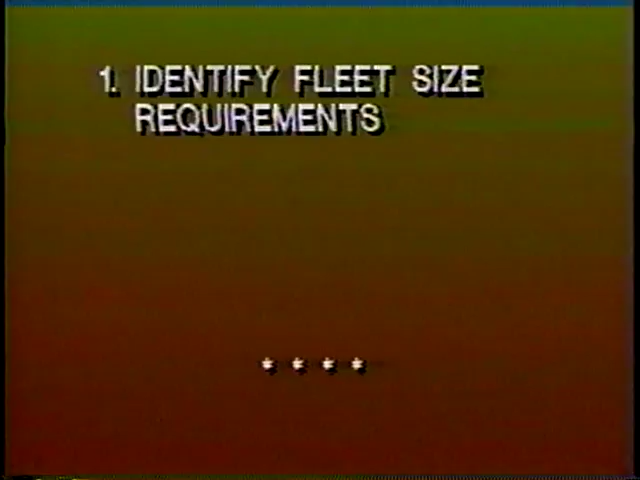 1. IDENTIFY FLEET SIZE
REQUIREMENTS
* * * *